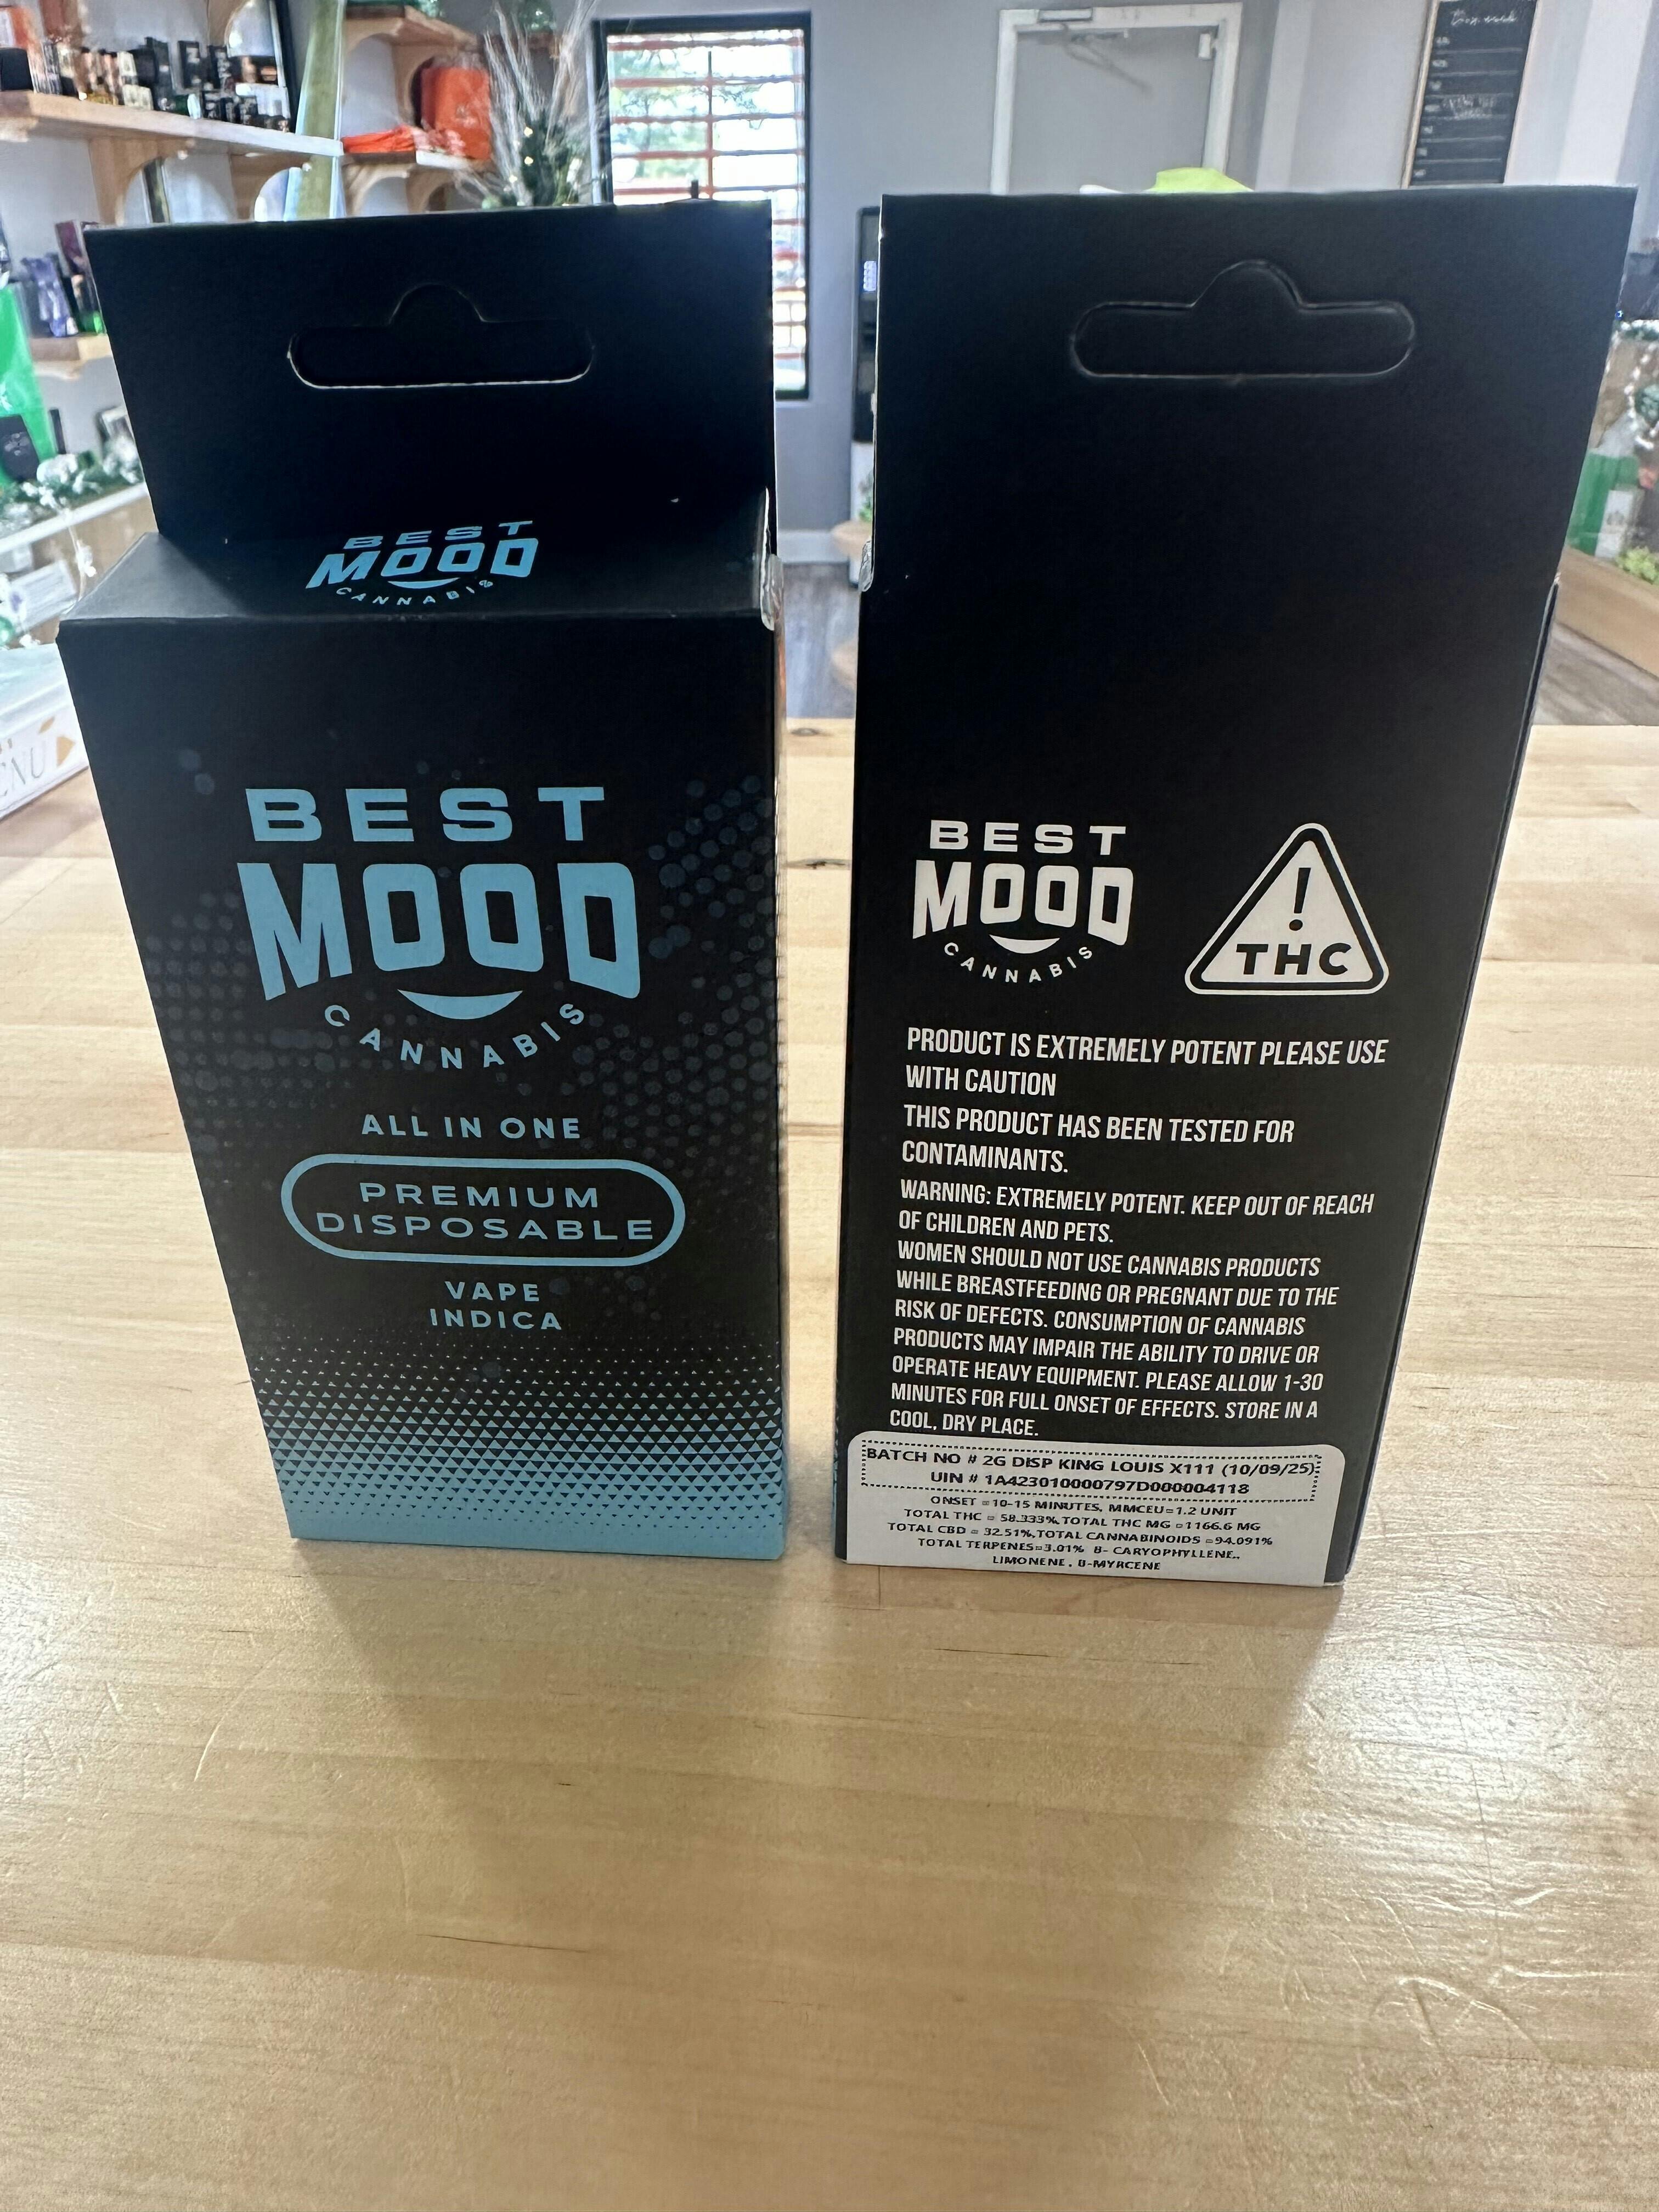 BEST
MOOD
CANNABIS
BEST
MOOD
CANNABIS
ALL IN ONE
PREMIUM
DISPOSABLE
VAPE
INDICA
BEST
MOOD
CANNABIS
!
THC
PRODUCT IS EXTREMELY POTENT PLEASE USE
WITH CAUTION
THIS PRODUCT HAS BEEN TESTED FOR
CONTAMINANTS.
WARNING: EXTREMELY POTENT. KEEP OUT OF REACH
OF CHILDREN AND PETS.
WOMEN SHOULD NOT USE CANNABIS PRODUCTS
WHILE BREASTFEEDING OR PREGNANT DUE TO THE
RISK OF DEFECTS. CONSUMPTION OF CANNABIS
PRODUCTS MAY IMPAIR THE ABILITY TO DRIVE OR
OPERATE HEAVY EQUIPMENT. PLEASE ALLOW 1-30
MINUTES FOR FULL ONSET OF EFFECTS. STORE IN A
COOL, DRY PLACE.
BATCH NO # 2G DISP KING LOUIS X111 (10/09/25)
UIN # 1A423010000797D000004118
ONSET =10-15 MINUTES, MMCEU=1.2 UNIT
TOTAL THC = 58.333%,TOTAL THC MG =1166.6 MG
TOTAL CBD = 32.51%,TOTAL CANNABINOIDS =94.091%
TOTAL TERPENES=3.01% B- CARYOPHYLLENE,,
LIMONENE, B-MYRCENE